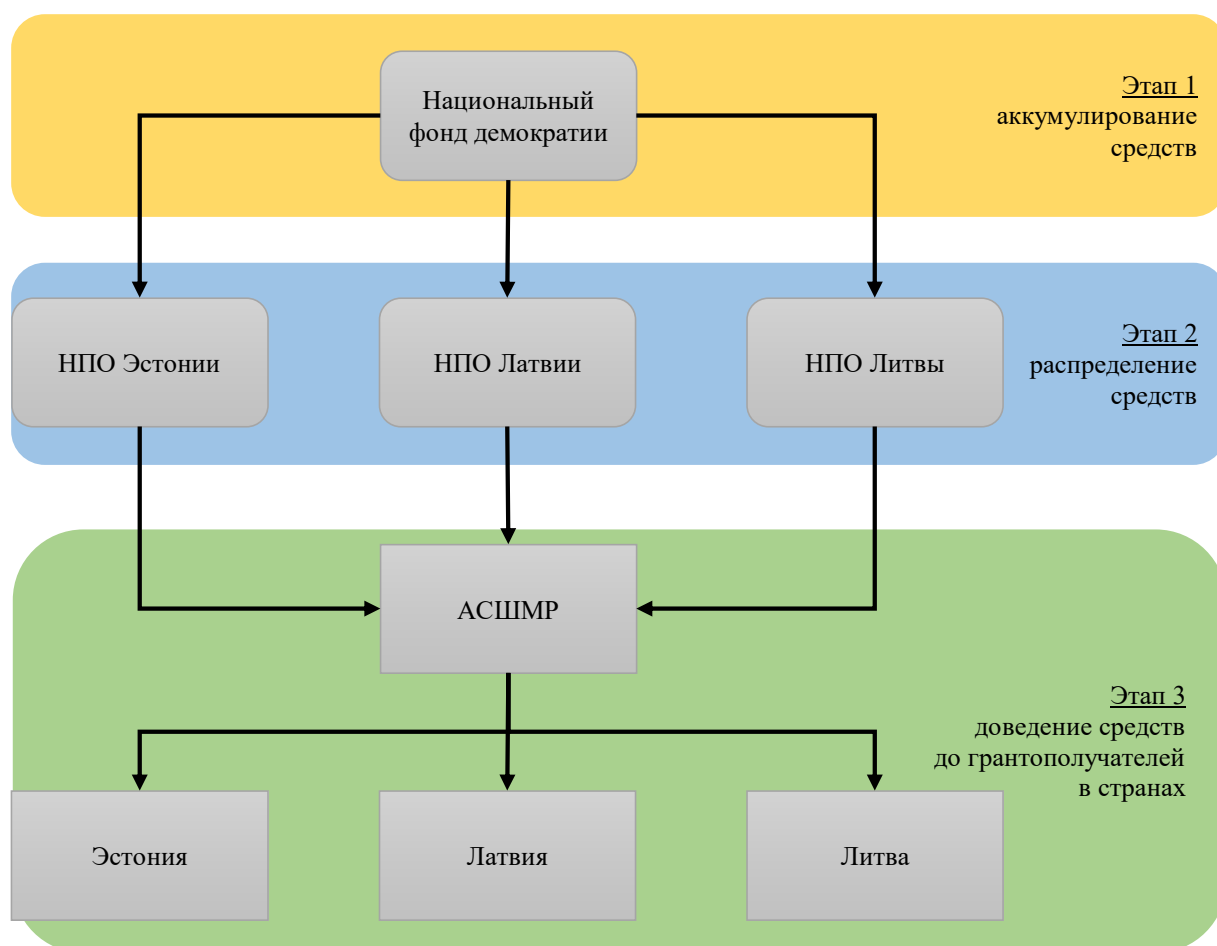 Национальный
фонд демократии
Этап 1
аккумулирование
средств
НПО Эстонии
НПО Латвии
НПО Литвы
Этап 2
распределение
средств
АСШМР
Этап 3
доведение средств
до грантополучателей
в странах
Эстония
Латвия
Литва